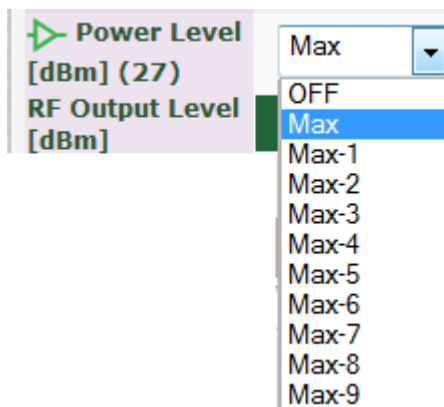 Power Level
[dBm] (27)
RF Output Level
[dBm]
Max
OFF
Max
Max-1
Max-2
Max-3
Max-4
Max-5
Max-6
Max-7
Max-8
Max-9